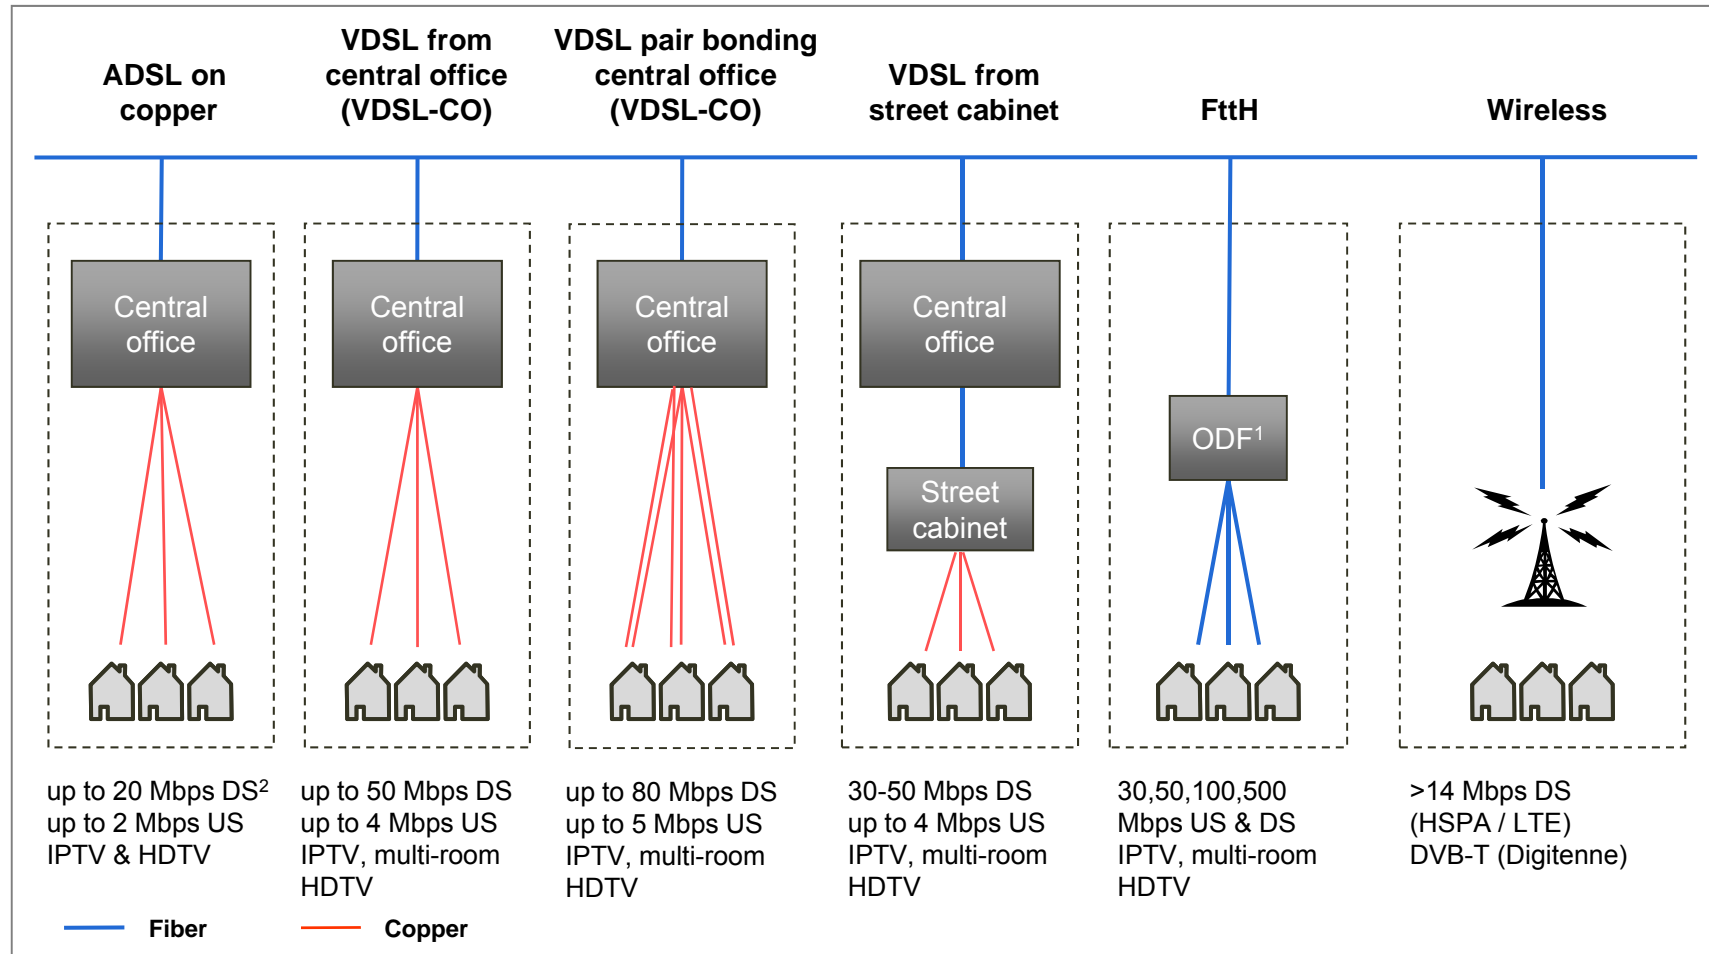 ADSL on
copper
VDSL from
central office
(VDSL-CO)
VDSL pair bonding
central office
(VDSL-CO)
VDSL from
street cabinet
FttH
Wireless
Central
office
Central
office
Central
office
Central
office
Street
cabinet
ODF1
up to 20 Mbps DS2
up to 2 Mbps US
IPTV & HDTV
up to 50 Mbps DS
up to 4 Mbps US
IPTV, multi-room
HDTV
up to 80 Mbps DS
up to 5 Mbps US
IPTV, multi-room
HDTV
30-50 Mbps DS
up to 4 Mbps US
IPTV, multi-room
HDTV
30,50,100,500
Mbps US & DS
IPTV, multi-room
HDTV
>14 Mbps DS
(HSPA / LTE)
DVB-T (Digitenne)
Fiber
Copper